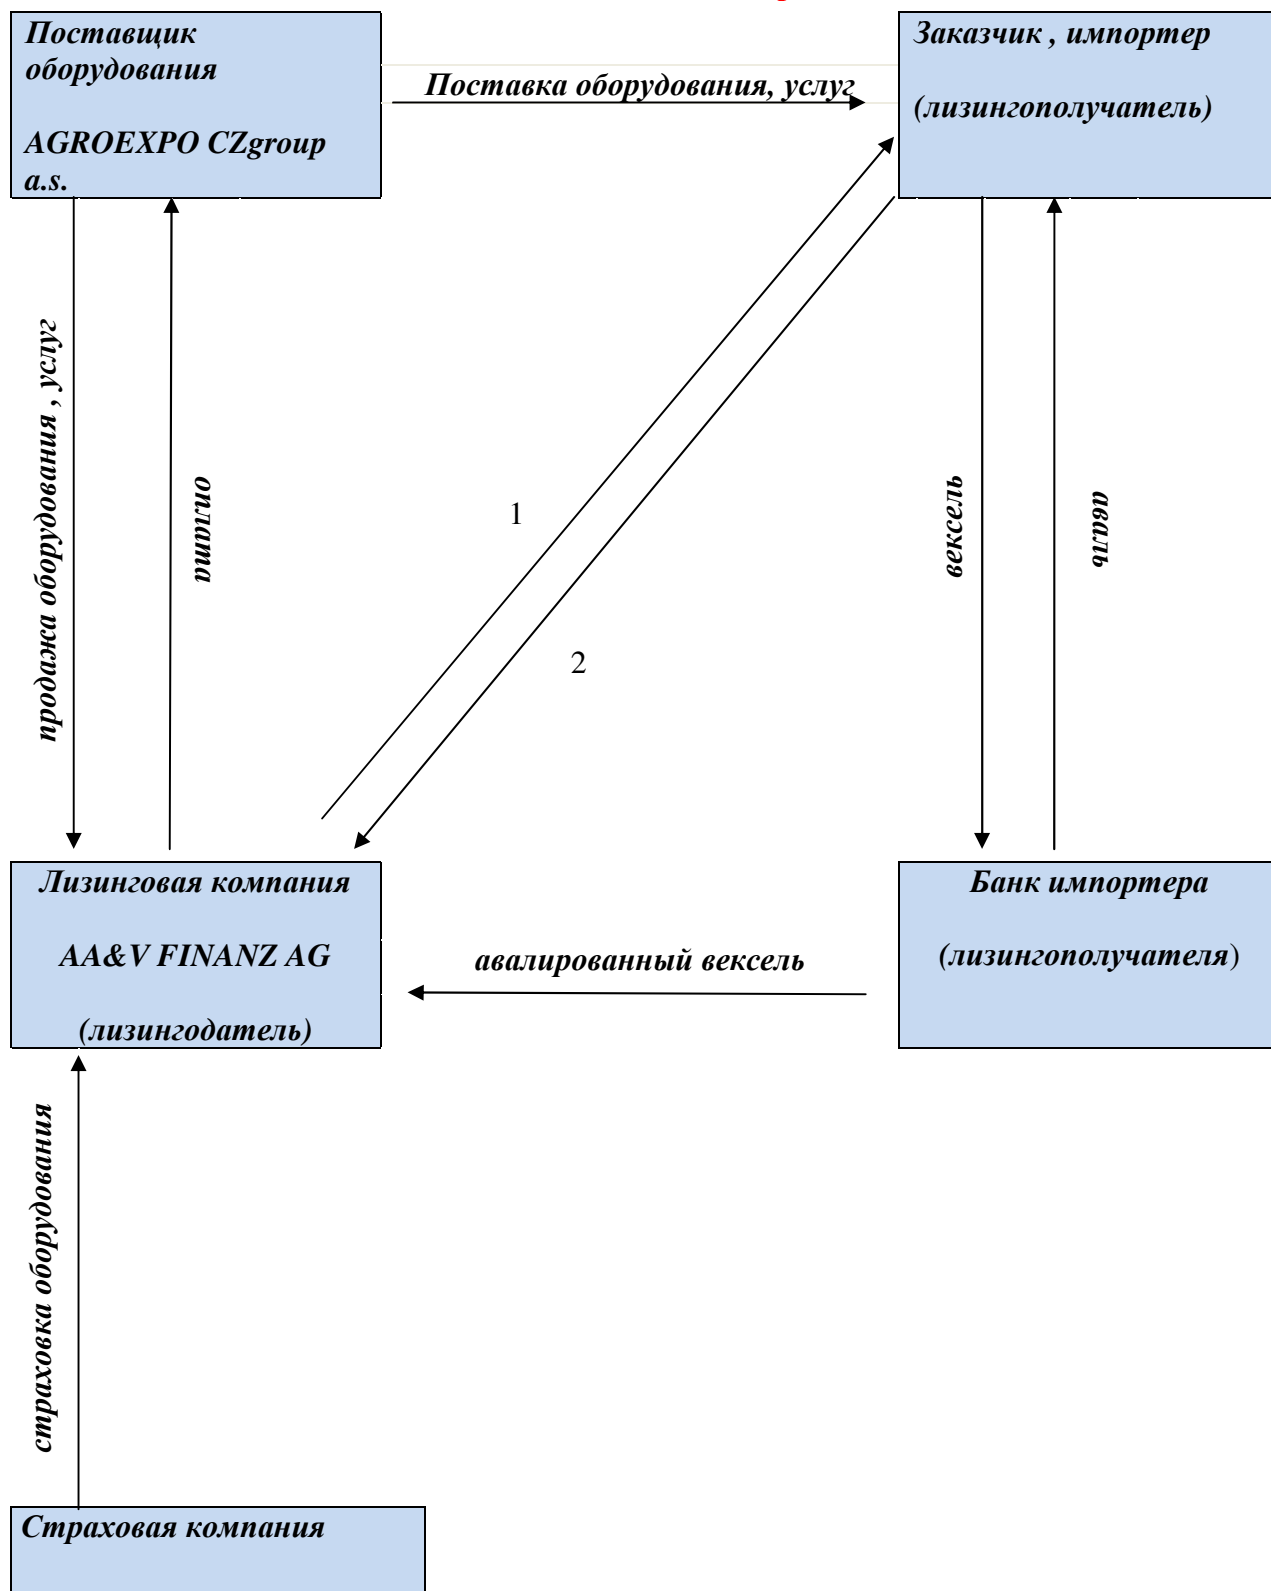 Поставщик
оборудования
AGROEXPO CZgroup
a.s.
Поставка оборудования, услуг
Заказчик , импортер
(лизингополучатель)
продажа оборудования , услуг
оплата
1
2
вексель
аваль
Лизинговая компания
AA&V FINANZ AG
(лизингодатель)
авалированный вексель
Банк импортера
(лизингополучателя)
страховка оборудования
Страховая компания